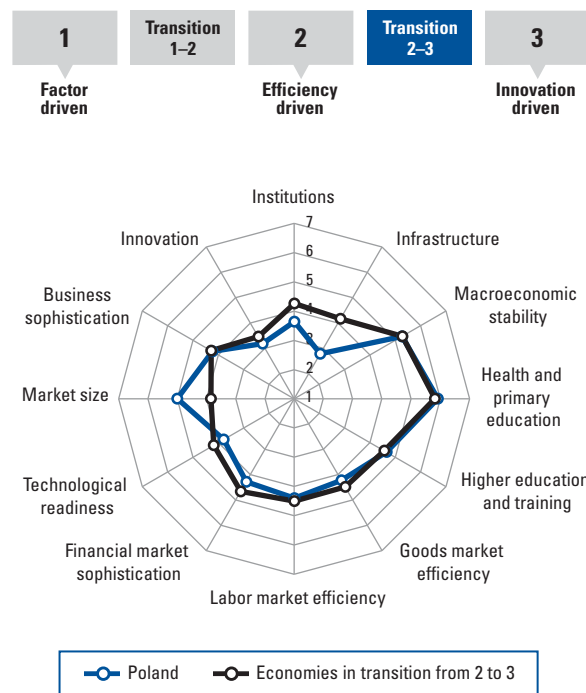 1
Transition
1–2
2
Transition
2–3
3
Factor
driven
Efficiency
driven
Innovation
driven
Institutions
7
6
5
4
3
2
1
Infrastructure
Macroeconomic
stability
Health and
primary
education
Higher education
and training
Goods market
efficiency
Labor market efficiency
Financial market
sophistication
Technological
readiness
Market size
Business
sophistication
Innovation
Poland
Economies in transition from 2 to 3